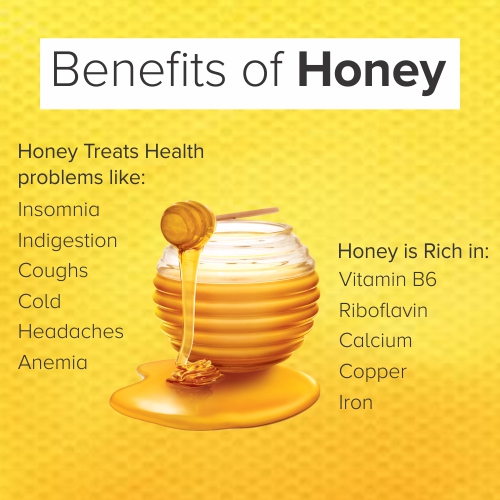 Benefits of Honey
Honey Treats Health
problems like:
Insomnia
Indigestion
Coughs
Cold
Headaches
Anemia
Honey is Rich in:
Vitamin B6
Riboflavin
Calcium
Copper
Iron